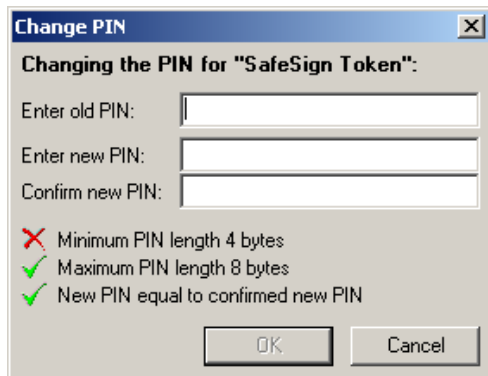 Change PIN
Changing the PIN for "SafeSign Token":
Enter old PIN:
Enter new PIN:
Confirm new PIN:
Minimum PIN length 4 bytes
Maximum PIN length 8 bytes
New PIN equal to confirmed new PIN
OK Cancel